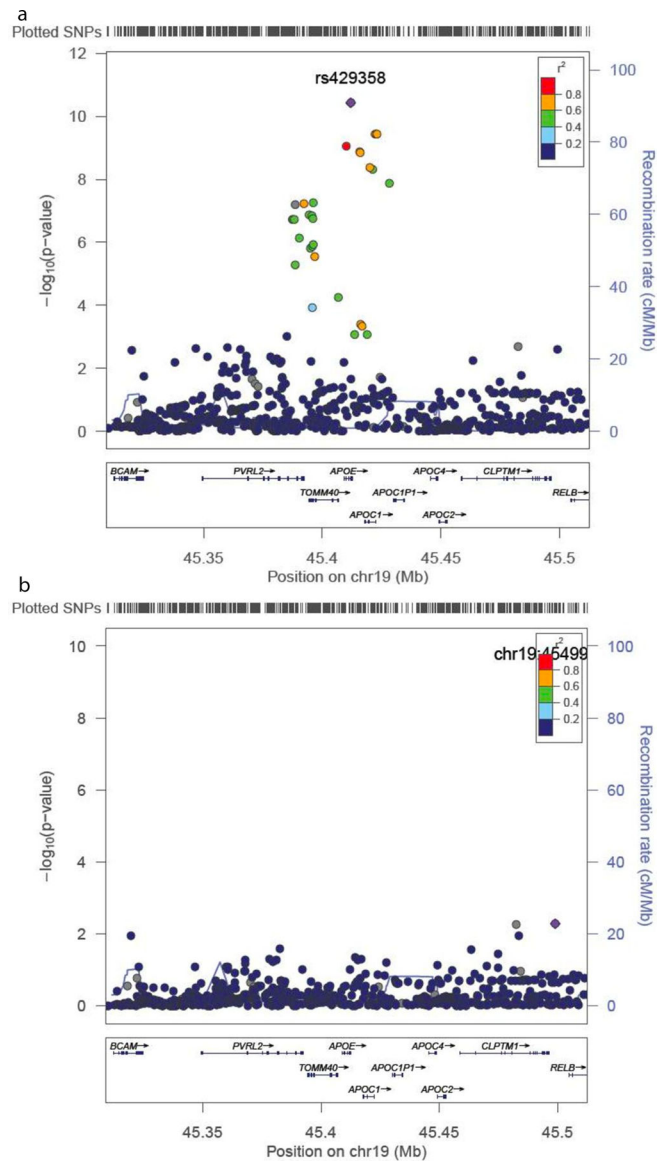 a
Plotted SNPs
12
10
8
6
4
2
0
−log10(p−value)
rs429358
r2
0.8
0.6
0.4
0.2
100
80
60
40
20
0
Recombination rate (cM/Mb)
BCAM→ PVRL2→ APOE→ APOC4→ CLPTM1→
TOMM40→ APOC1P1→ RELB→
APOC1→ APOC2→
45.35 45.4 45.45 45.5
Position on chr19 (Mb)
b
Plotted SNPs
10
8
6
4
2
0
−log10(p−value)
chr19:45499
r2
0.8
0.6
0.4
0.2
100
80
60
40
20
0
Recombination rate (cM/Mb)
BCAM→ PVRL2→ APOE→ APOC4→ CLPTM1→
TOMM40→ APOC1P1→ RELB→
APOC1→ APOC2→
45.35 45.4 45.45 45.5
Position on chr19 (Mb)